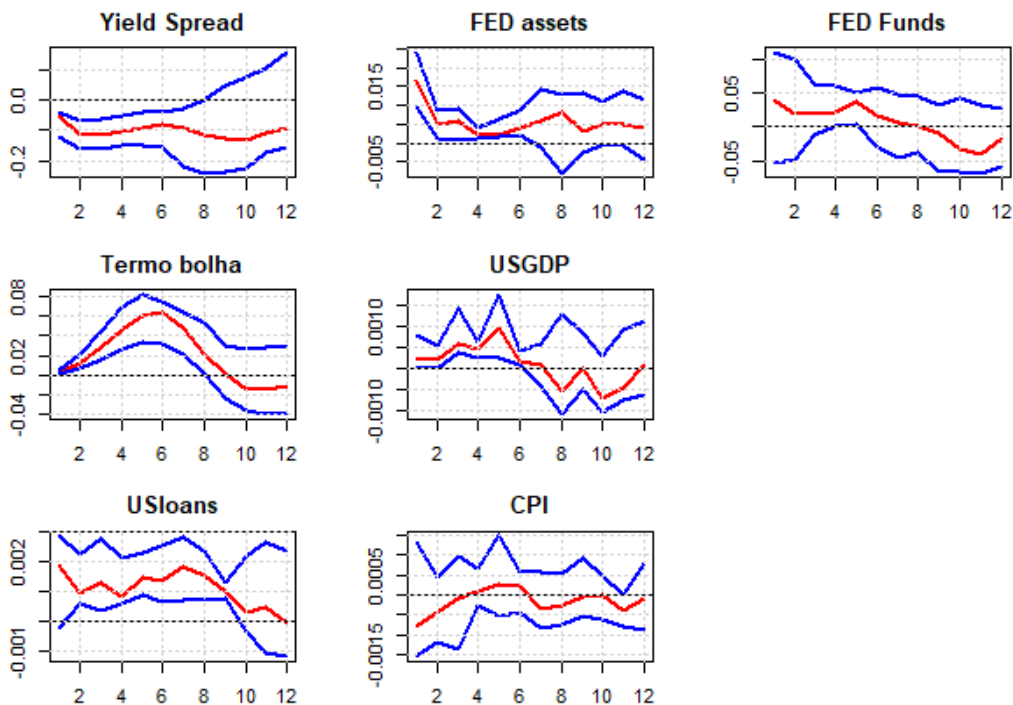 Yield Spread
0.0
-0.2
2 4 6 8 10 12
FED assets
0.015
-0.005
2 4 6 8 10 12
FED Funds
0.05
-0.05
2 4 6 8 10 12
Termo bolha
0.08
0.02
-0.04
2 4 6 8 10 12
USGDP
0.0010
-0.0010
2 4 6 8 10 12
USloans
0.002
-0.001
2 4 6 8 10 12
CPI
0.0005
-0.0015
2 4 6 8 10 12